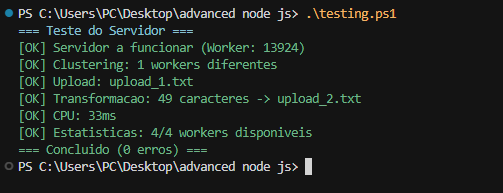 PS C:\Users\PC\Desktop\advanced node js> .\testing.ps1
=== Teste do Servidor ===
[OK] Servidor a funcionar (Worker: 13924)
[OK] Clustering: 1 workers diferentes
[OK] Upload: upload_1.txt
[OK] Transformacao: 49 caracteres -> upload_2.txt
[OK] CPU: 33ms
[OK] Estatisticas: 4/4 workers disponiveis
=== Concluido (0 erros) ===
PS C:\Users\PC\Desktop\advanced node js>